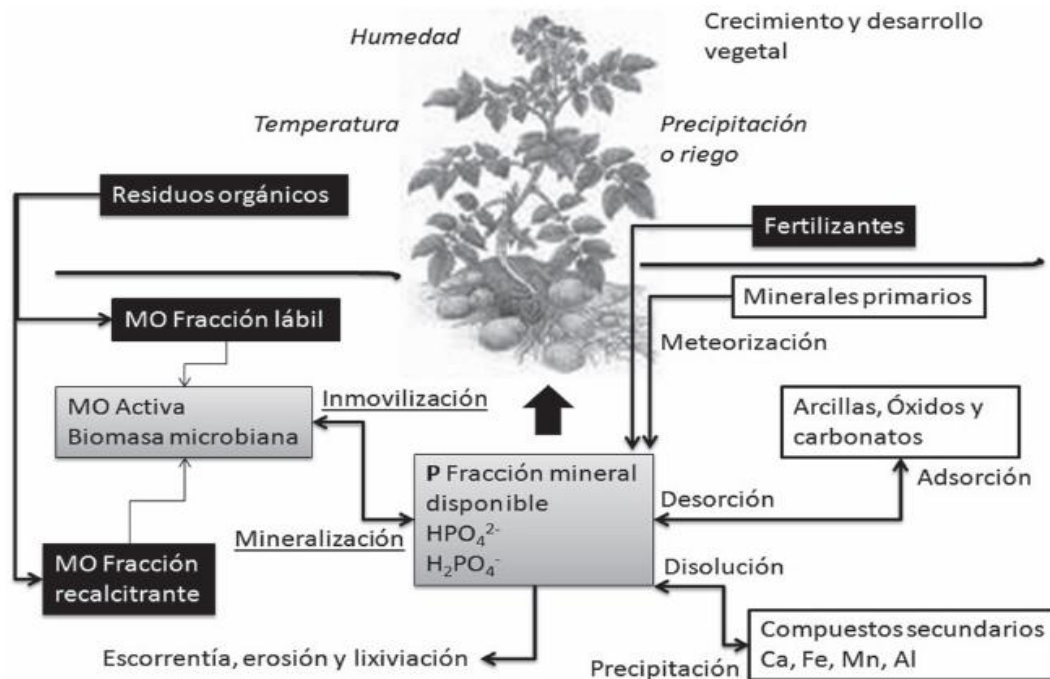 Humedad
Crecimiento y desarrollo
vegetal
Temperatura
Precipitación
o riego
Residuos orgánicos
Fertilizantes
MO Fracción lábil
Minerales primarios
Meteorización
MO Activa
Biomasa microbiana
Inmovilización
Arcillas, Óxidos y
carbonatos
P Fracción mineral
disponible
HPO₄²⁻
H₂PO₄⁻
Desorción
Adsorción
Mineralización
MO Fracción
recalcitrante
Disolución
Escorrentía, erosión y lixiviación
Precipitación
Compuestos secundarios
Ca, Fe, Mn, Al